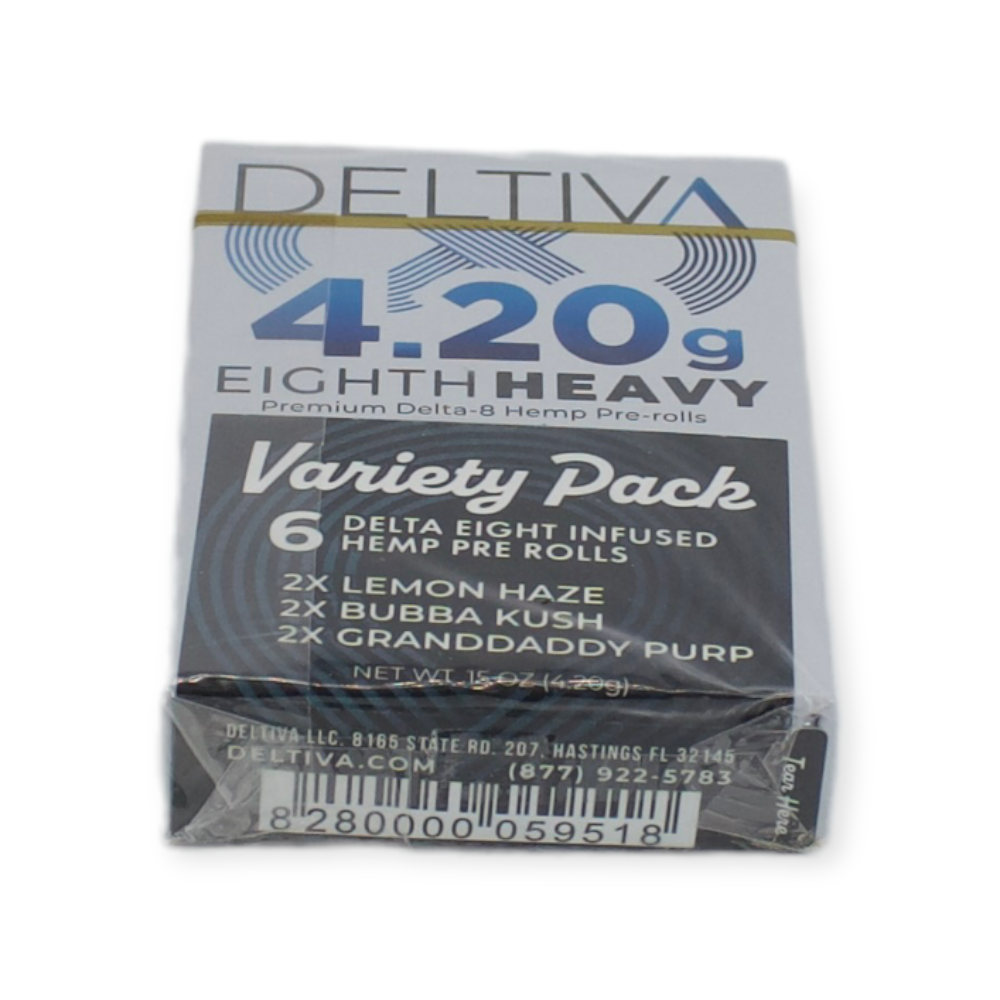 DELTIVA
4.20g
EIGHTH HEAVY
Premium Delta-8 Hemp Pre-rolls
Variety Pack
6 DELTA EIGHT INFUSED
HEMP PRE ROLLS
2X LEMON HAZE
2X BUBBA KUSH
2X GRANDDADDY PURP
NET WT. .15 OZ (4.20g)
DELTIVA LLC. 8165 STATE RD. 207, HASTINGS FL 32145
DELTIVA.COM (877) 922-5783
8 280000 059518
Tear Here